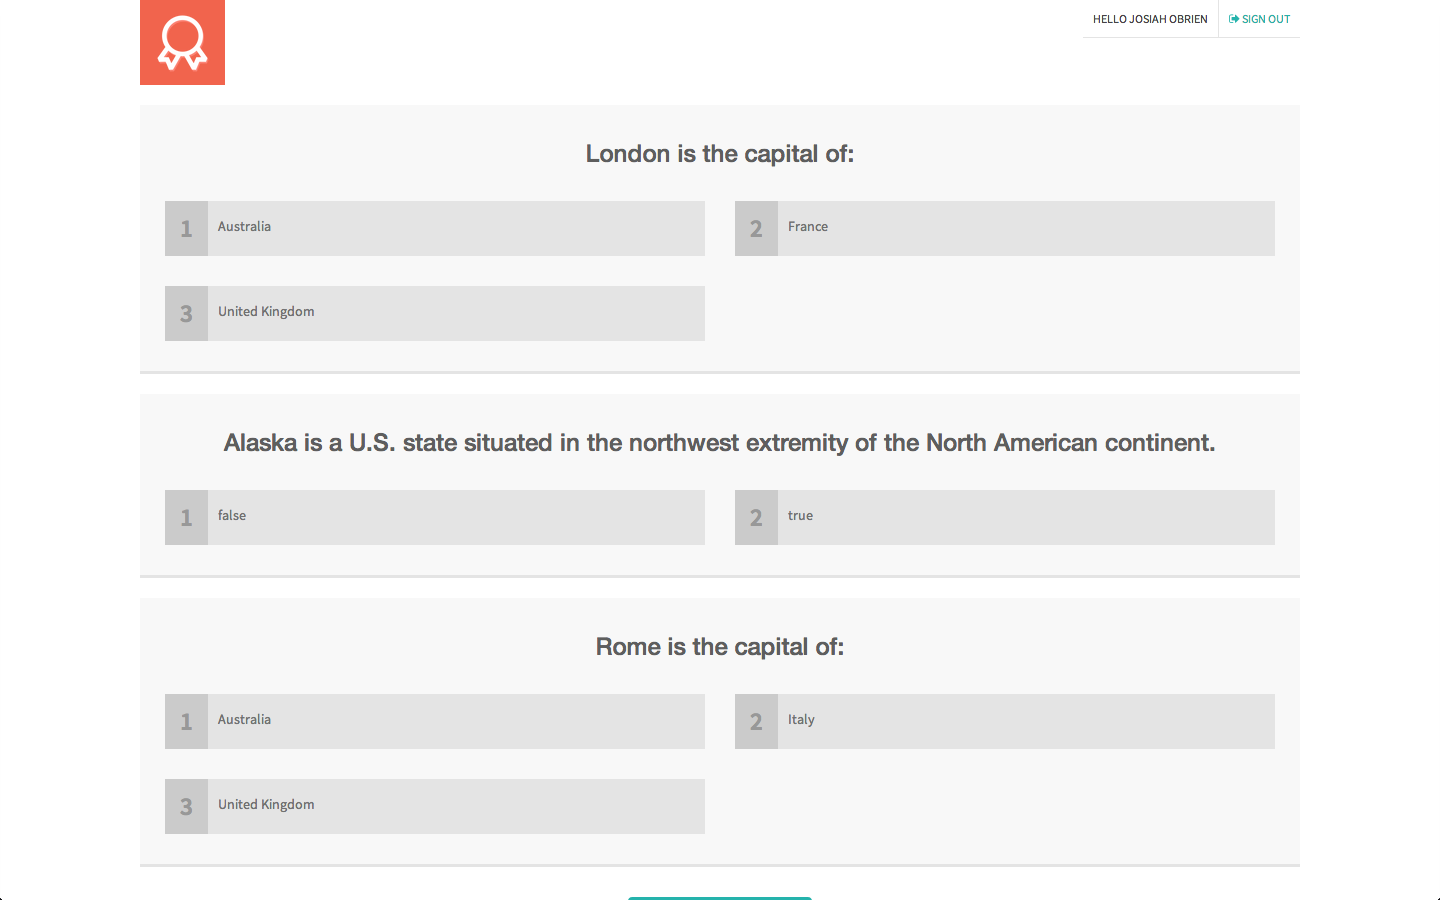 HELLO JOSIAH OBRIEN
SIGN OUT
London is the capital of:
1 Australia
2 France
3 United Kingdom
Alaska is a U.S. state situated in the northwest extremity of the North American continent.
1 false
2 true
Rome is the capital of:
1 Australia
2 Italy
3 United Kingdom